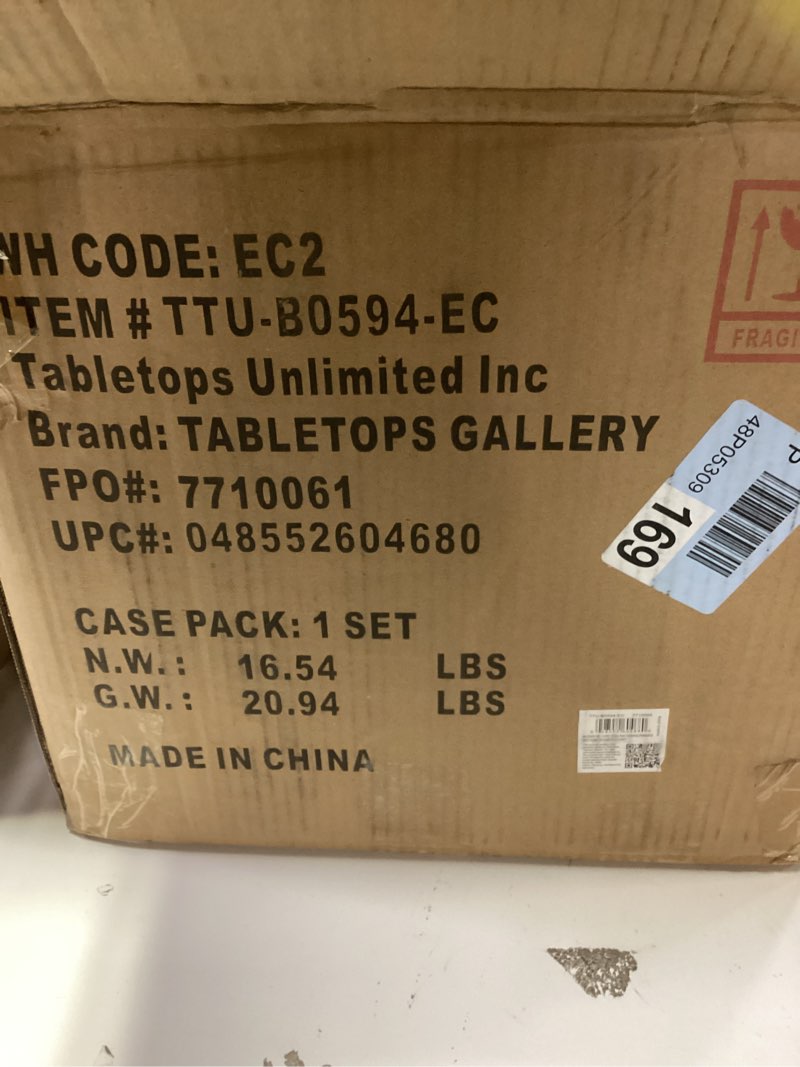 WH CODE: EC2
ITEM # TTU-B0594-EC
Tabletops Unlimited Inc
Brand: TABLETOPS GALLERY
FPO#: 7710061
UPC#: 048552604680
CASE PACK: 1 SET
N.W. : 16.54 LBS
G.W. : 20.94 LBS
MADE IN CHINA
FRAGI
48P05309
169